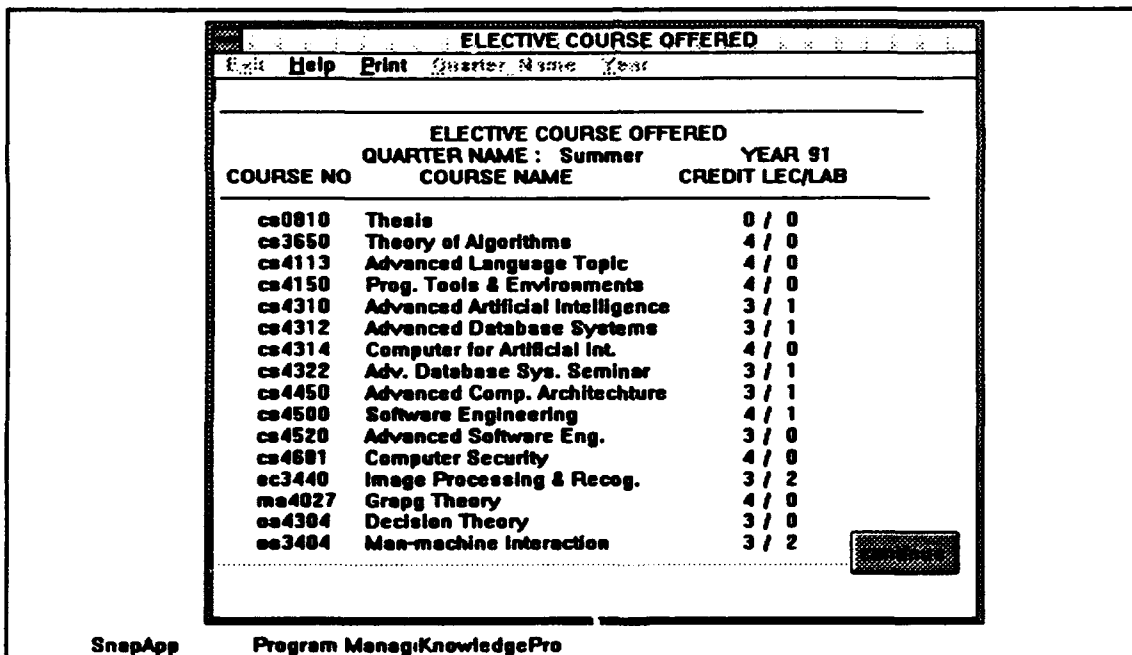 ELECTIVE COURSE OFFERED
Exit Help Print Quarter Name Year
ELECTIVE COURSE OFFERED
QUARTER NAME : Summer YEAR 91
COURSE NO COURSE NAME CREDIT LEC/LAB
cs0810 Thesis 0 / 0
cs3650 Theory of Algorithms 4 / 0
cs4113 Advanced Language Topic 4 / 0
cs4150 Prog. Tools & Environments 4 / 0
cs4310 Advanced Artificial Intelligence 3 / 1
cs4312 Advanced Database Systems 3 / 1
cs4314 Computer for Artificial Int. 4 / 0
cs4322 Adv. Database Sys. Seminar 3 / 1
cs4450 Advanced Comp. Architechture 3 / 1
cs4500 Software Engineering 4 / 1
cs4520 Advanced Software Eng. 3 / 0
cs4601 Computer Security 4 / 0
ec3440 Image Processing & Recog. 3 / 2
ma4027 Grapg Theory 4 / 0
oa4304 Decision Theory 3 / 0
os3404 Man-machine Interaction 3 / 2
SnapApp Program ManagiKnowledgePro